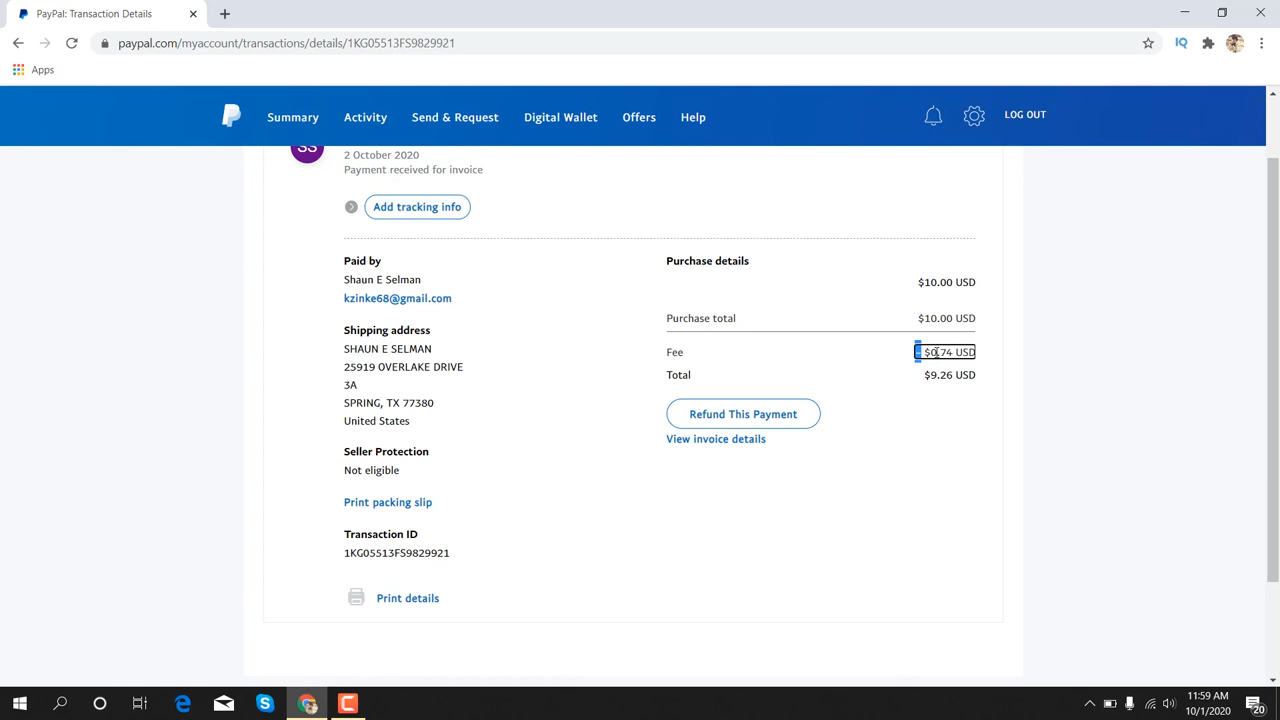 PayPal: Transaction Details
paypal.com/myaccount/transactions/details/1KG05513FS9829921
IQ
Apps
Summary Activity Send & Request Digital Wallet Offers Help LOG OUT
SS
2 October 2020
Payment received for invoice
Add tracking info
Paid by
Shaun E Selman
kzinke68@gmail.com
Shipping address
SHAUN E SELMAN
25919 OVERLAKE DRIVE
3A
SPRING, TX 77380
United States
Seller Protection
Not eligible
Print packing slip
Transaction ID
1KG05513FS9829921
Print details
Purchase details
$10.00 USD
Purchase total $10.00 USD
Fee $0.74 USD
Total $9.26 USD
Refund This Payment
View invoice details
11:59 AM
10/1/2020
20